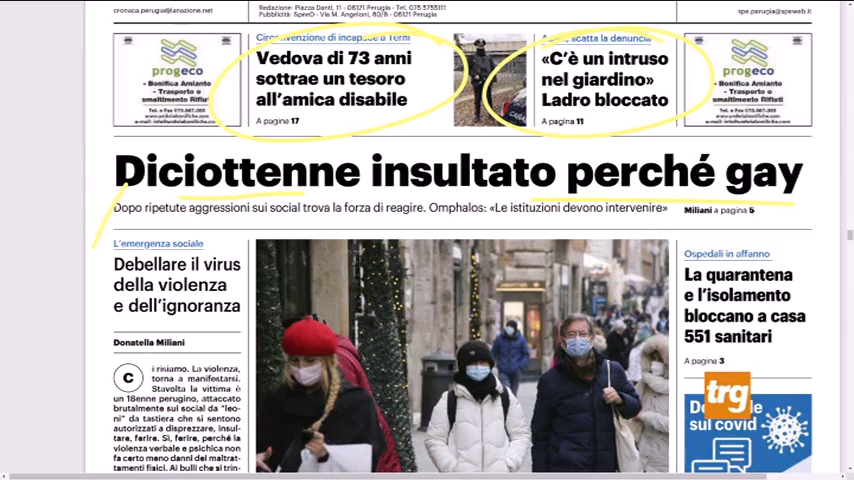 cronaca.perugia@lanazione.net
Redazione: Piazza Danti, 11 - 06121 Perugia - Tel. 075 5755111
Pubblicità: SpeeD - Via M. Angeloni, 80/B - 06121 Perugia
spe.perugia@speweb.it
progeco
- Bonifica Amianto
- Trasporto e
smaltimento Rifiuti
Circonvenzione di incapace a Terni
Vedova di 73 anni
sottrae un tesoro
all'amica disabile
A pagina 17
scatta la denuncia
«C'è un intruso
nel giardino»
Ladro bloccato
A pagina 11
progeco
- Bonifica Amianto
- Trasporto e
smaltimento Rifiuti
Diciottenne insultato perché gay
Dopo ripetute aggressioni sui social trova la forza di reagire. Omphalos: «Le istituzioni devono intervenire»
Miliani a pagina 5
L'emergenza sociale
Debellare il virus
della violenza
e dell'ignoranza
Donatella Miliani
C
i risiamo. La violenza,
torna a manifestarsi.
Stavolta la vittima è
un 18enne perugino, attaccato
brutalmente sui social da "leo-
ni" da tastiera che si sentono
autorizzati a disprezzare, insul-
tare, ferire. Sì, ferire, perché la
violenza verbale e psichica non
fa certo meno danni dei maltrat-
tamenti fisici. Ai bulli che si trin-
Ospedali in affanno
La quarantena
e l'isolamento
bloccano a casa
551 sanitari
A pagina 3
trg
sul covid